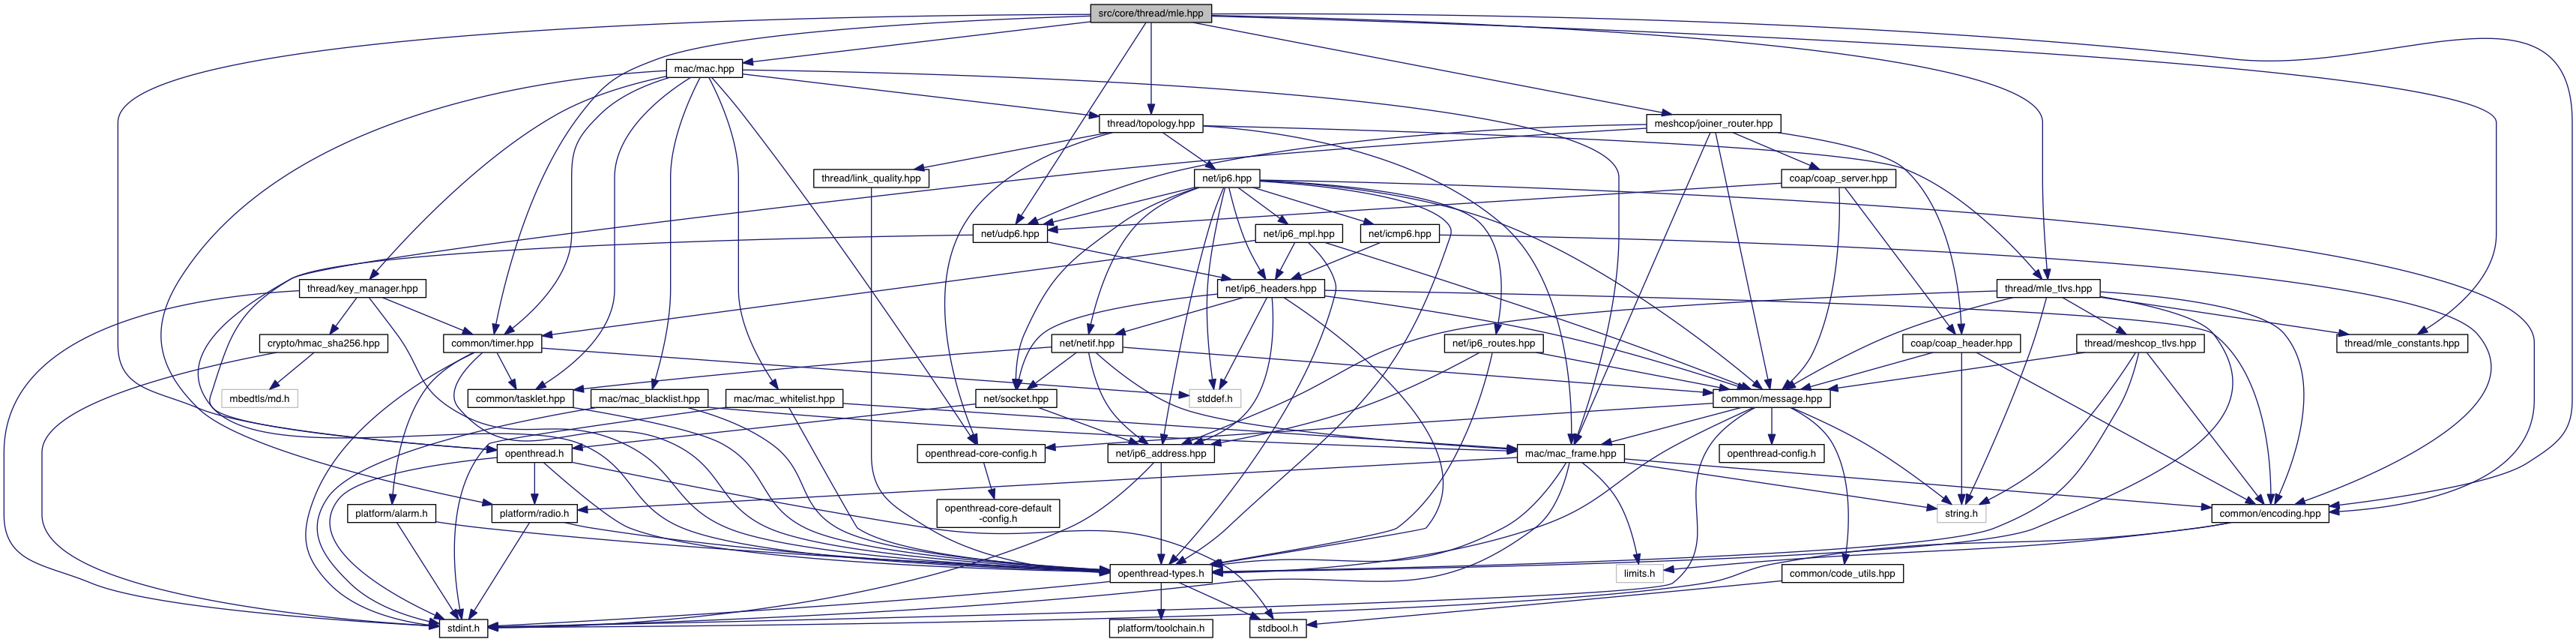 src/core/thread/mle.hpp
mac/mac.hpp
thread/topology.hpp
meshcop/joiner_router.hpp
thread/link_quality.hpp
net/ip6.hpp
coap/coap_server.hpp
net/udp6.hpp
net/ip6_mpl.hpp
net/icmp6.hpp
thread/key_manager.hpp
net/ip6_headers.hpp
thread/mle_tlvs.hpp
crypto/hmac_sha256.hpp
common/timer.hpp
net/netif.hpp
net/ip6_routes.hpp
coap/coap_header.hpp
thread/meshcop_tlvs.hpp
thread/mle_constants.hpp
mbedtls/md.h
common/tasklet.hpp
mac/mac_blacklist.hpp
mac/mac_whitelist.hpp
net/socket.hpp
stddef.h
common/message.hpp
openthread.h
openthread-core-config.h
net/ip6_address.hpp
mac/mac_frame.hpp
openthread-config.h
platform/alarm.h
platform/radio.h
openthread-core-default
-config.h
string.h
common/encoding.hpp
openthread-types.h
limits.h
common/code_utils.hpp
stdint.h
platform/toolchain.h
stdbool.h